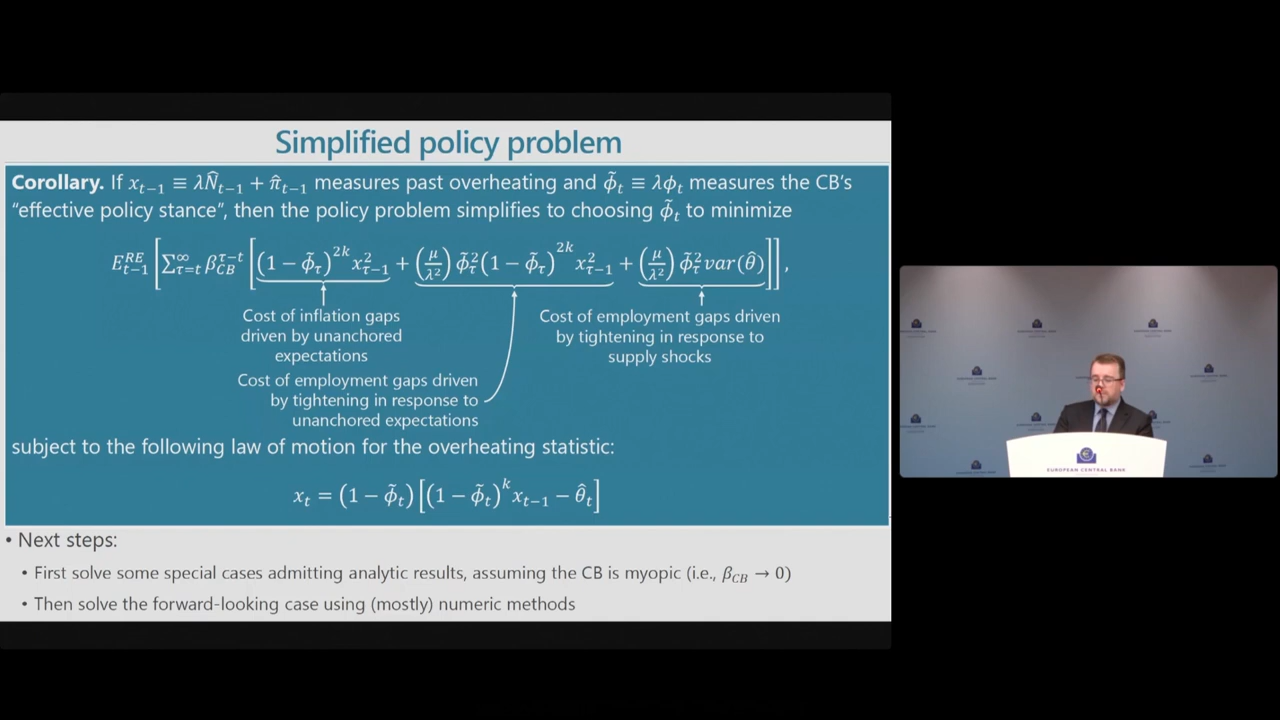 Simplified policy problem
Corollary. If x_{t−1} ≡ λN̂_{t−1} + π̂_{t−1} measures past overheating and φ̃_t ≡ λφ_t measures the CB's
"effective policy stance", then the policy problem simplifies to choosing φ̃_t to minimize
E^{RE}_{t−1} [∑^∞_{τ=t} β^{τ−t}_{CB} [(1 − φ̃_τ)^{2k} x²_{τ−1} + (μ/λ²) φ̃²_τ (1 − φ̃_τ)^{2k} x²_{τ−1} + (μ/λ²) φ̃²_τ var(θ̂)]],
Cost of inflation gaps
driven by unanchored
expectations
Cost of employment gaps driven
by tightening in response to
unanchored expectations
Cost of employment gaps driven
by tightening in response to
supply shocks
subject to the following law of motion for the overheating statistic:
x_t = (1 − φ̃_t) [(1 − φ̃_t)^k x_{t−1} − θ̂_t]
• Next steps:
• First solve some special cases admitting analytic results, assuming the CB is myopic (i.e., β_{CB} → 0)
• Then solve the forward-looking case using (mostly) numeric methods
EUROPEAN CENTRAL BANK